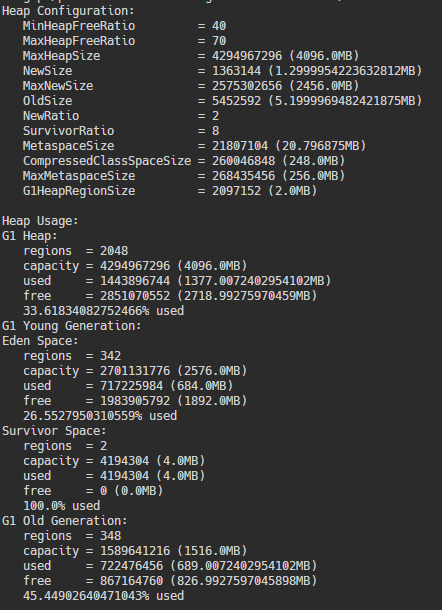 Heap Configuration:
MinHeapFreeRatio = 40
MaxHeapFreeRatio = 70
MaxHeapSize = 4294967296 (4096.0MB)
NewSize = 1363144 (1.2999954223632812MB)
MaxNewSize = 2575302656 (2456.0MB)
OldSize = 5452592 (5.1999969482421875MB)
NewRatio = 2
SurvivorRatio = 8
MetaspaceSize = 21807104 (20.796875MB)
CompressedClassSpaceSize = 260046848 (248.0MB)
MaxMetaspaceSize = 268435456 (256.0MB)
G1HeapRegionSize = 2097152 (2.0MB)
Heap Usage:
G1 Heap:
regions = 2048
capacity = 4294967296 (4096.0MB)
used = 1443896744 (1377.0072402954102MB)
free = 2851070552 (2718.99275970459MB)
33.61834082752466% used
G1 Young Generation:
Eden Space:
regions = 342
capacity = 2701131776 (2576.0MB)
used = 717225984 (684.0MB)
free = 1983905792 (1892.0MB)
26.5527950310559% used
Survivor Space:
regions = 2
capacity = 4194304 (4.0MB)
used = 4194304 (4.0MB)
free = 0 (0.0MB)
100.0% used
G1 Old Generation:
regions = 348
capacity = 1589641216 (1516.0MB)
used = 722476456 (689.0072402954102MB)
free = 867164760 (826.9927597045898MB)
45.44902640471043% used